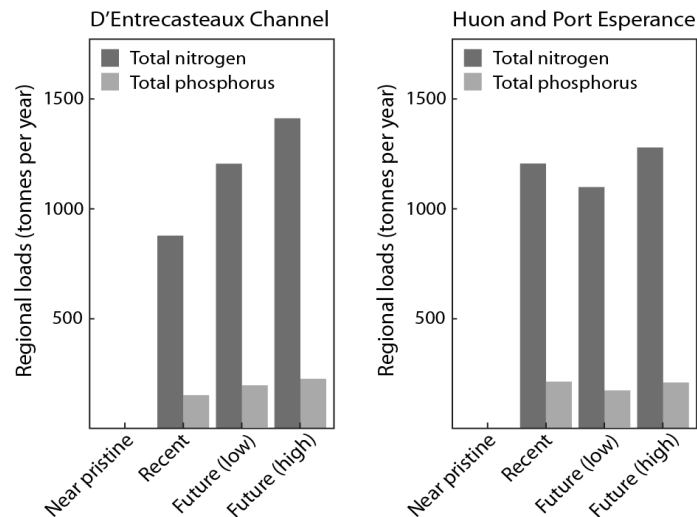 D'Entrecasteaux Channel
Total nitrogen
Total phosphorus
1500
1000
500
Regional loads (tonnes per year)
Near pristine
Recent
Future (low)
Future (high)
Huon and Port Esperance
Total nitrogen
Total phosphorus
1500
1000
500
Regional loads (tonnes per year)
Near pristine
Recent
Future (low)
Future (high)